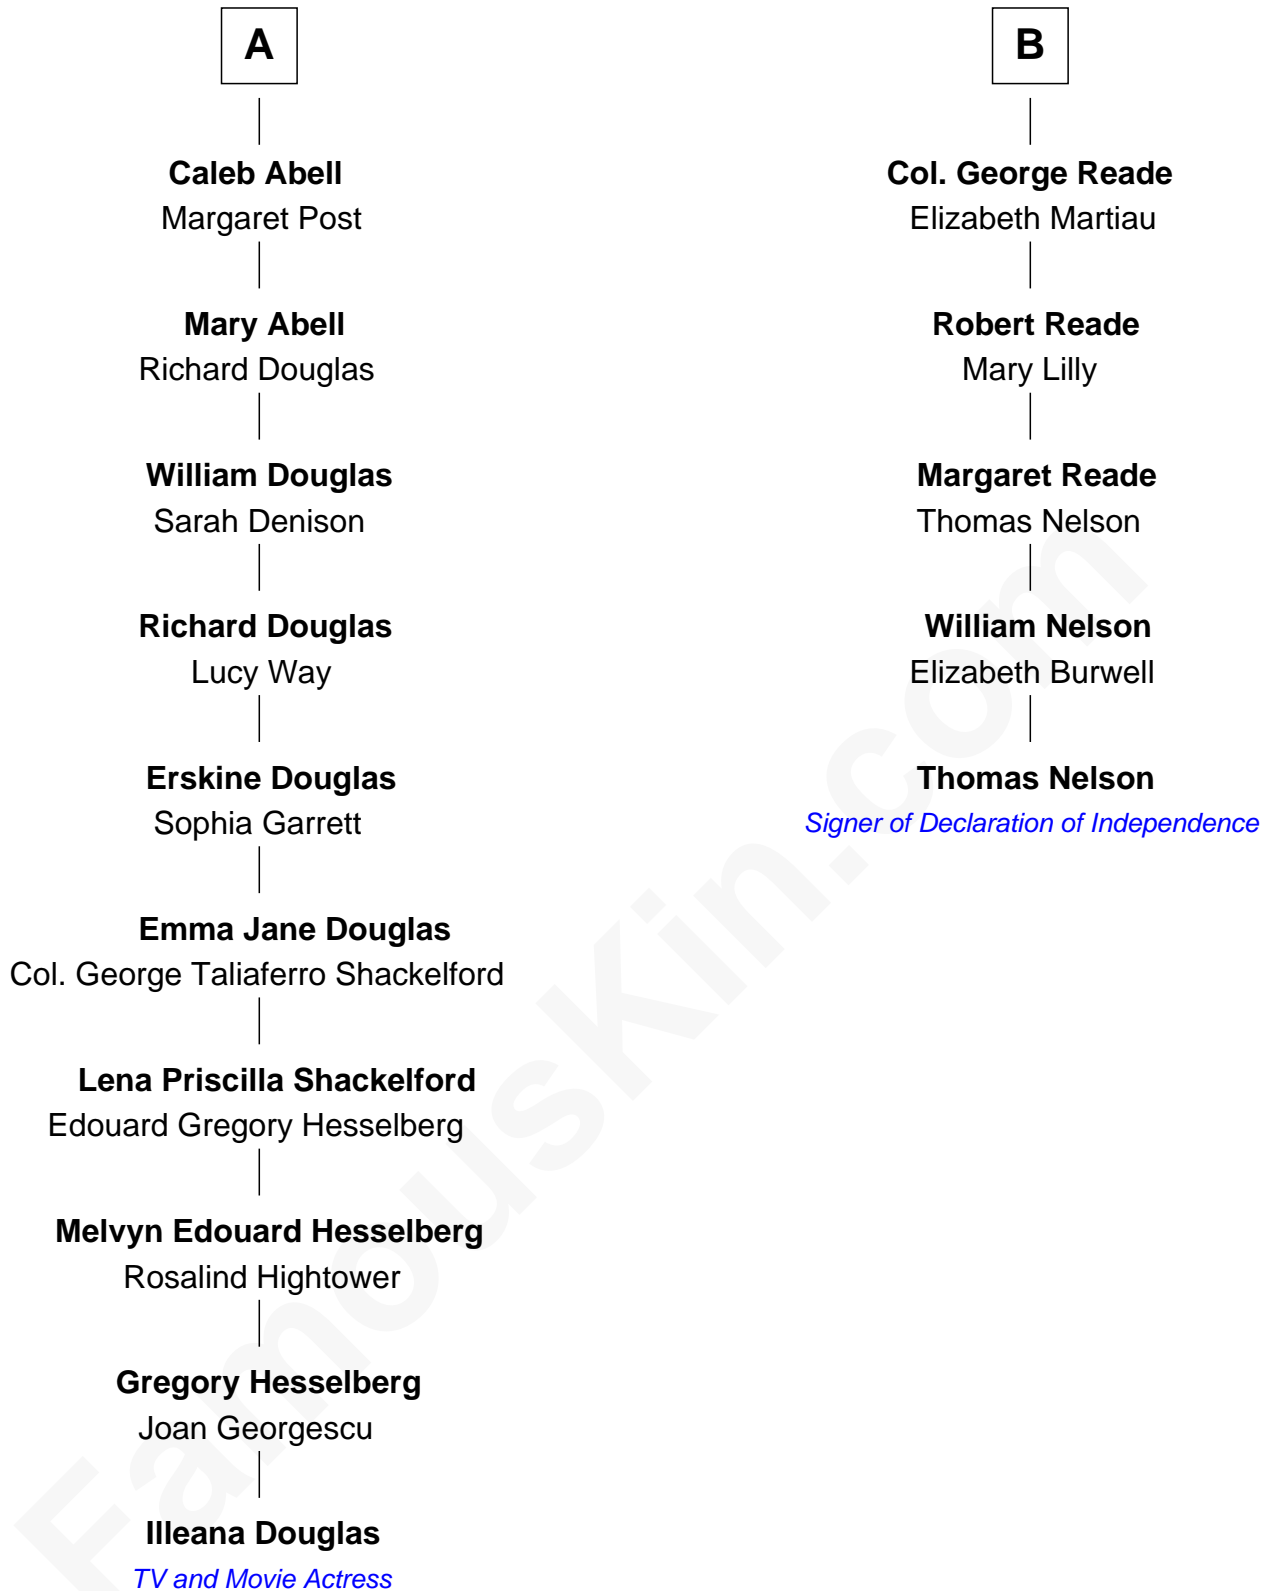 A
Caleb Abell
Margaret Post
Mary Abell
Richard Douglas
William Douglas
Sarah Denison
Richard Douglas
Lucy Way
Erskine Douglas
Sophia Garrett
Emma Jane Douglas
Col. George Taliaferro Shackelford
Lena Priscilla Shackelford
Edouard Gregory Hesselberg
Melvyn Edouard Hesselberg
Rosalind Hightower
Gregory Hesselberg
Joan Georgescu
Illeana Douglas
TV and Movie Actress
B
Col. George Reade
Elizabeth Martiau
Robert Reade
Mary Lilly
Margaret Reade
Thomas Nelson
William Nelson
Elizabeth Burwell
Thomas Nelson
Signer of Declaration of Independence
FamousKin.com